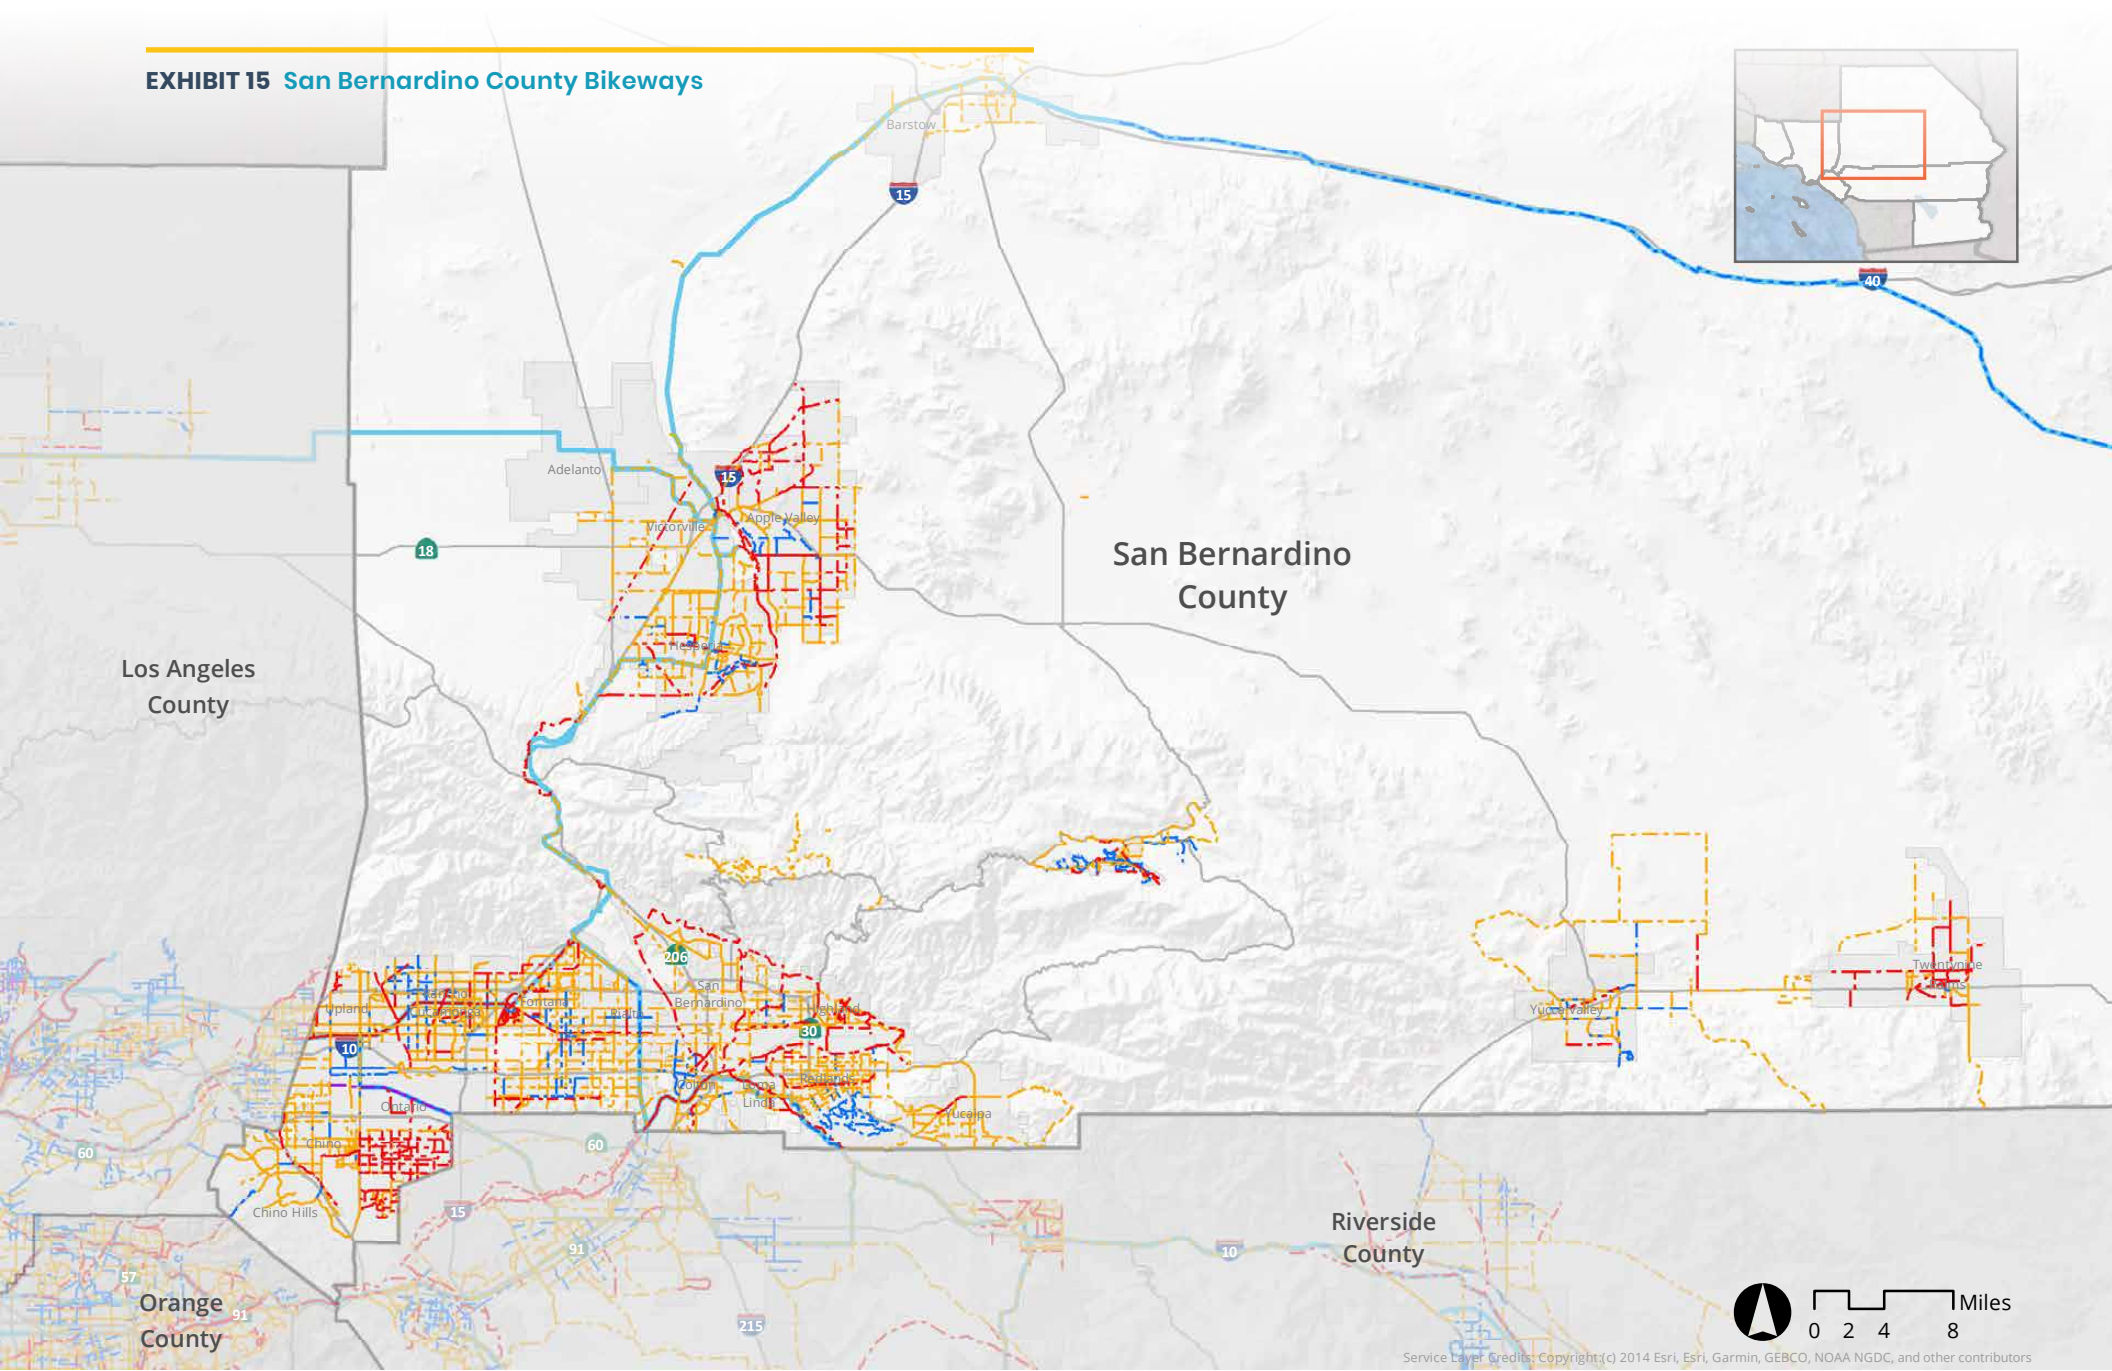 EXHIBIT 15 San Bernardino County Bikeways
Barstow
15
40
Adelanto
15
Victorville
Apple Valley
18
San Bernardino
County
Hesperia
Los Angeles
County
206
San
Bernardino
Upland
Rancho
Cucamonga
Fontana
Rialto
Highland
30
10
Twentynine
Palms
Yucca Valley
Colton
Loma
Linda
Redlands
Ontario
Yucaipa
Chino
60
60
Chino Hills
15
91
10
Riverside
County
57
Orange
County
91
215
Miles
0 2 4 8
Service Layer Credits: Copyright:(c) 2014 Esri, Esri, Garmin, GEBCO, NOAA NGDC, and other contributors